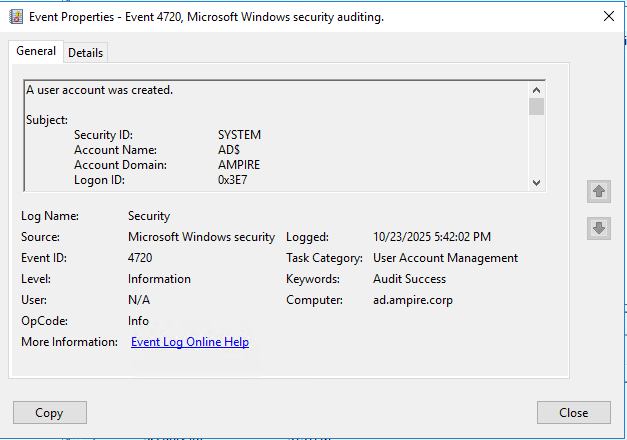 Event Properties - Event 4720, Microsoft Windows security auditing.
General
Details
A user account was created.
Subject:
Security ID: SYSTEM
Account Name: AD$
Account Domain: AMPIRE
Logon ID: 0x3E7
Log Name: Security
Source: Microsoft Windows security Logged: 10/23/2025 5:42:02 PM
Event ID: 4720 Task Category: User Account Management
Level: Information Keywords: Audit Success
User: N/A Computer: ad.ampire.corp
OpCode: Info
More Information: Event Log Online Help
Copy
Close